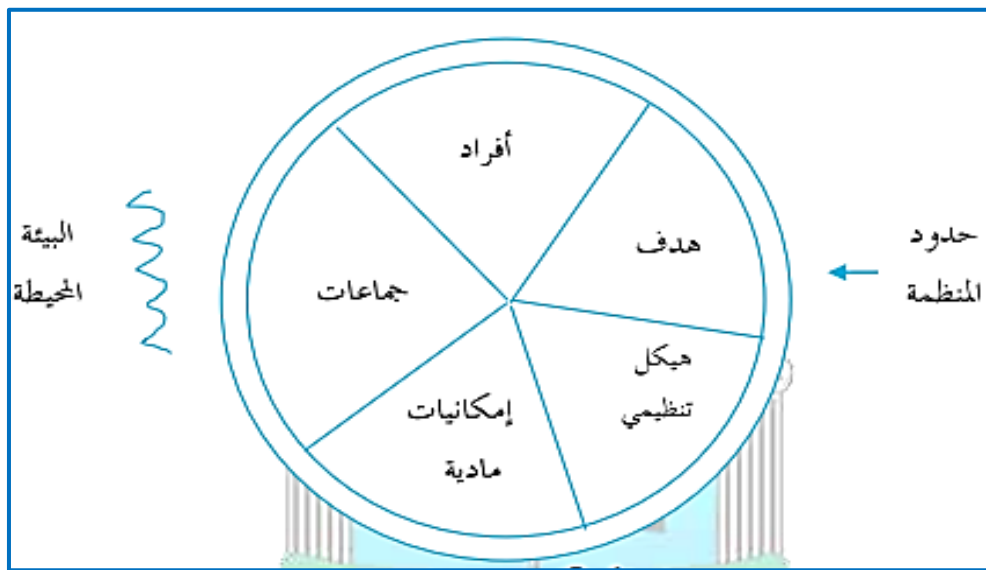 أفراد
هدف
حدود
المنظمة
هيكل
تنظيمي
إمكانيات
مادية
جماعات
البيئة
المحيطة